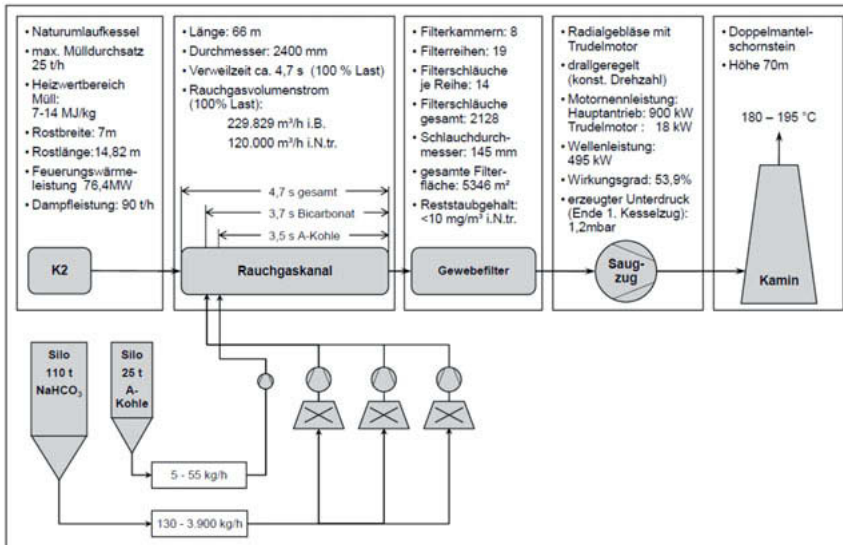 • Naturumlaufkessel
• max. Mülldurchsatz
25 t/h
• Heizwertbereich
Müll:
7-14 MJ/kg
• Rostbreite: 7m
• Rostlänge:14,82 m
• Feuerungswärme-
leistung 76,4MW
• Dampfleistung: 90 t/h
K2
• Länge: 66 m
• Durchmesser: 2400 mm
• Verweilzeit ca. 4,7 s (100 % Last)
• Rauchgasvolumenstrom
(100% Last):
229.829 m³/h i.B.
120.000 m³/h i.N.tr.
4,7 s gesamt
3,7 s Bicarbonat
3,5 s A-Kohle
Rauchgaskanal
• Filterkammern: 8
• Filterreihen: 19
• Filterschläuche
je Reihe: 14
• Filterschläuche
gesamt: 2128
• Schlauchdurch-
messer: 145 mm
• gesamte Filter-
fläche: 5346 m²
• Reststaubgehalt:
<10 mg/m³ i.N.tr.
Gewebefilter
• Radialgebläse mit
Trudelmotor
• drallgeregelt
(konst. Drehzahl)
• Motornennleistung:
Hauptantrieb: 900 kW
Trudelmotor : 18 kW
• Wellenleistung:
495 kW
• Wirkungsgrad: 53,9%
• erzeugter Unterdruck
(Ende 1. Kesselzug):
1,2mbar
Saug-
zug
• Doppelmantel-
schornstein
• Höhe 70m
180 – 195 °C
Kamin
Silo
110 t
NaHCO₃
Silo
25 t
A-
Kohle
5 - 55 kg/h
130 - 3.900 kg/h